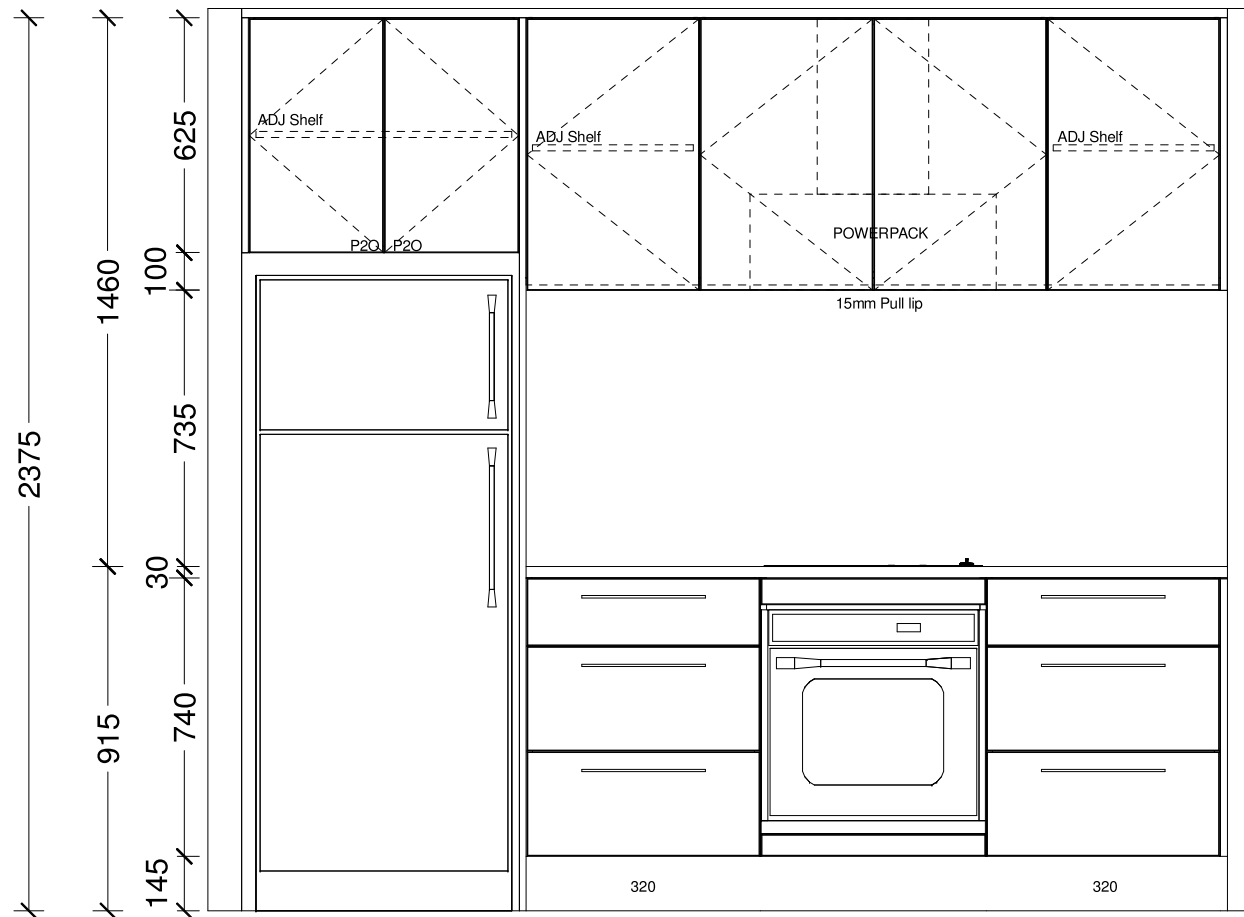 625
ADJ Shelf
ADJ Shelf
ADJ Shelf
P2O
P2O
POWERPACK
100
1460
15mm Pull lip
735
2375
30
740
915
145
320
320